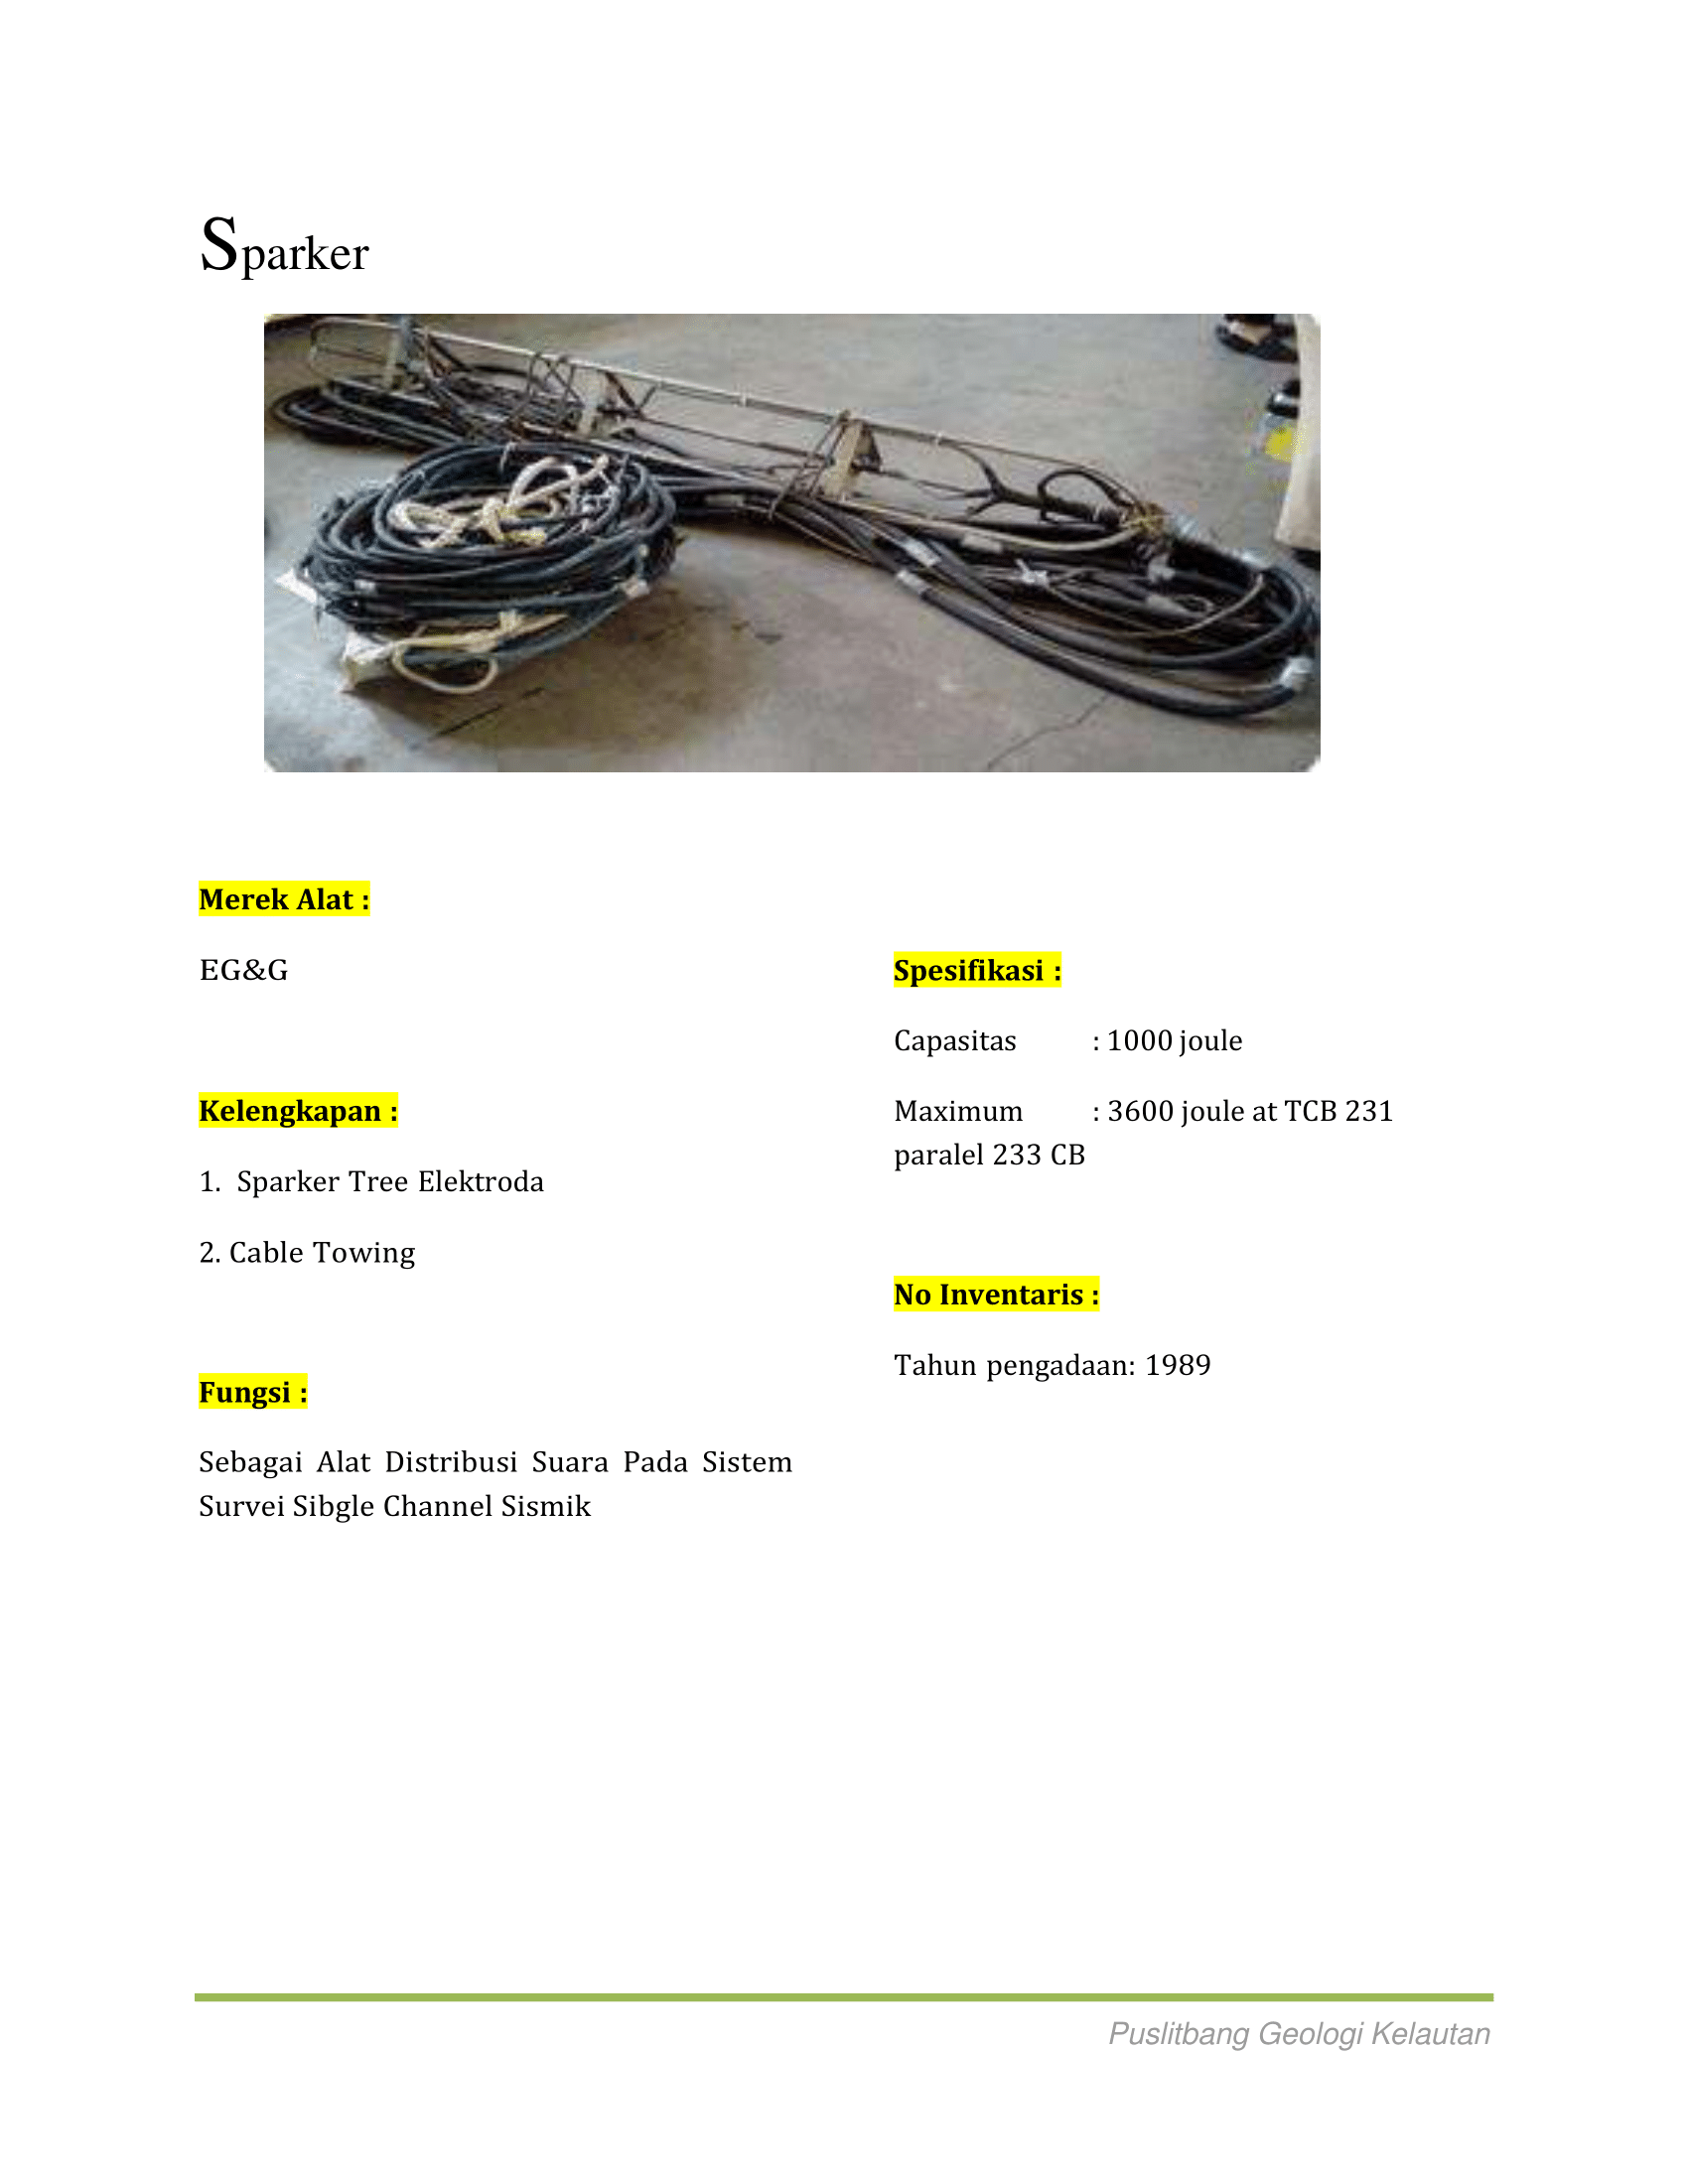 Sparker
Merek Alat :
EG&G
Kelengkapan :
1. Sparker Tree Elektroda
2. Cable Towing
Fungsi :
Sebagai Alat Distribusi Suara Pada Sistem
Survei Sibgle Channel Sismik
Spesifikasi :
Capasitas : 1000 joule
Maximum : 3600 joule at TCB 231
paralel 233 CB
No Inventaris :
Tahun pengadaan: 1989
Puslitbang Geologi Kelautan